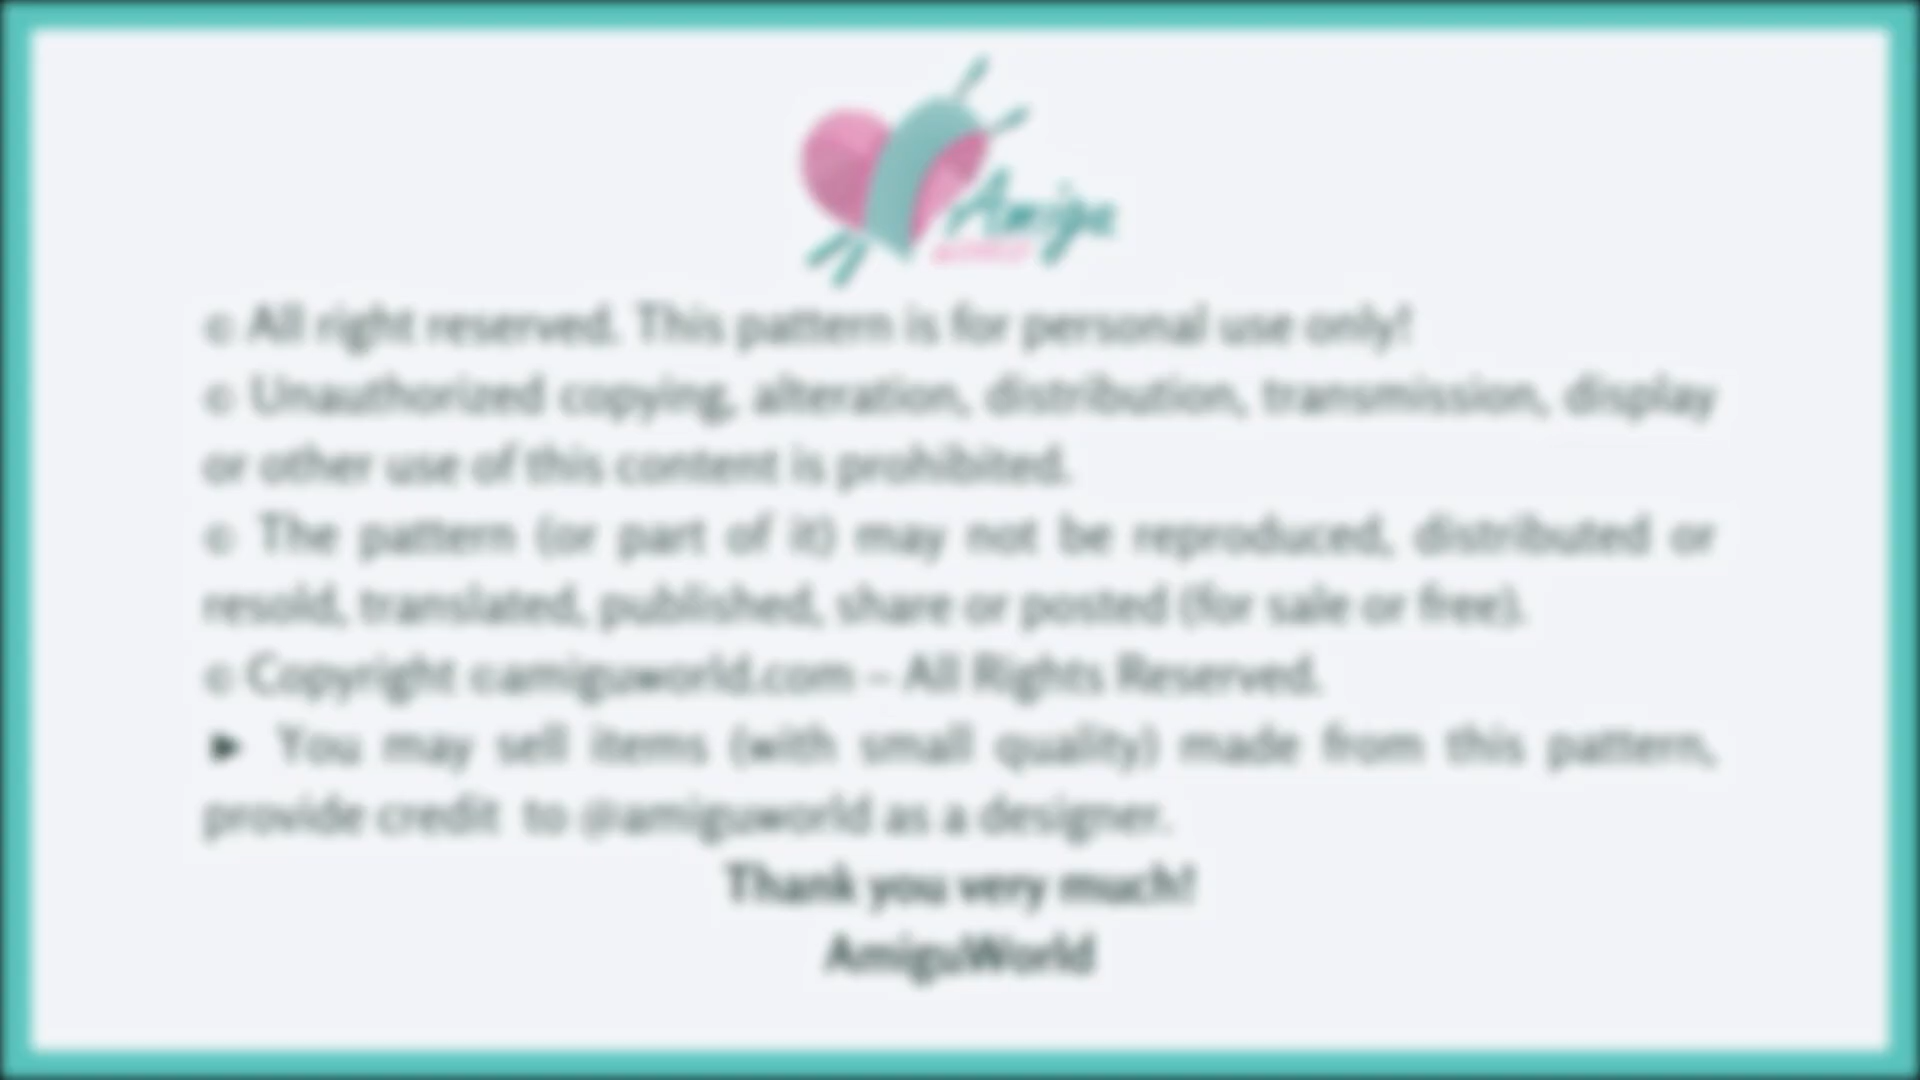 Amigu
WORLD
© All right reserved. This pattern is for personal use only!
© Unauthorized copying, alteration, distribution, transmission, display
or other use of this content is prohibited.
© The pattern (or part of it) may not be reproduced, distributed or
resold, translated, published, share or posted (for sale or free).
© Copyright ©amiguworld.com – All Rights Reserved.
► You may sell items (with small quality) made from this pattern,
provide credit to @amiguworld as a designer.
Thank you very much!
AmiguWorld